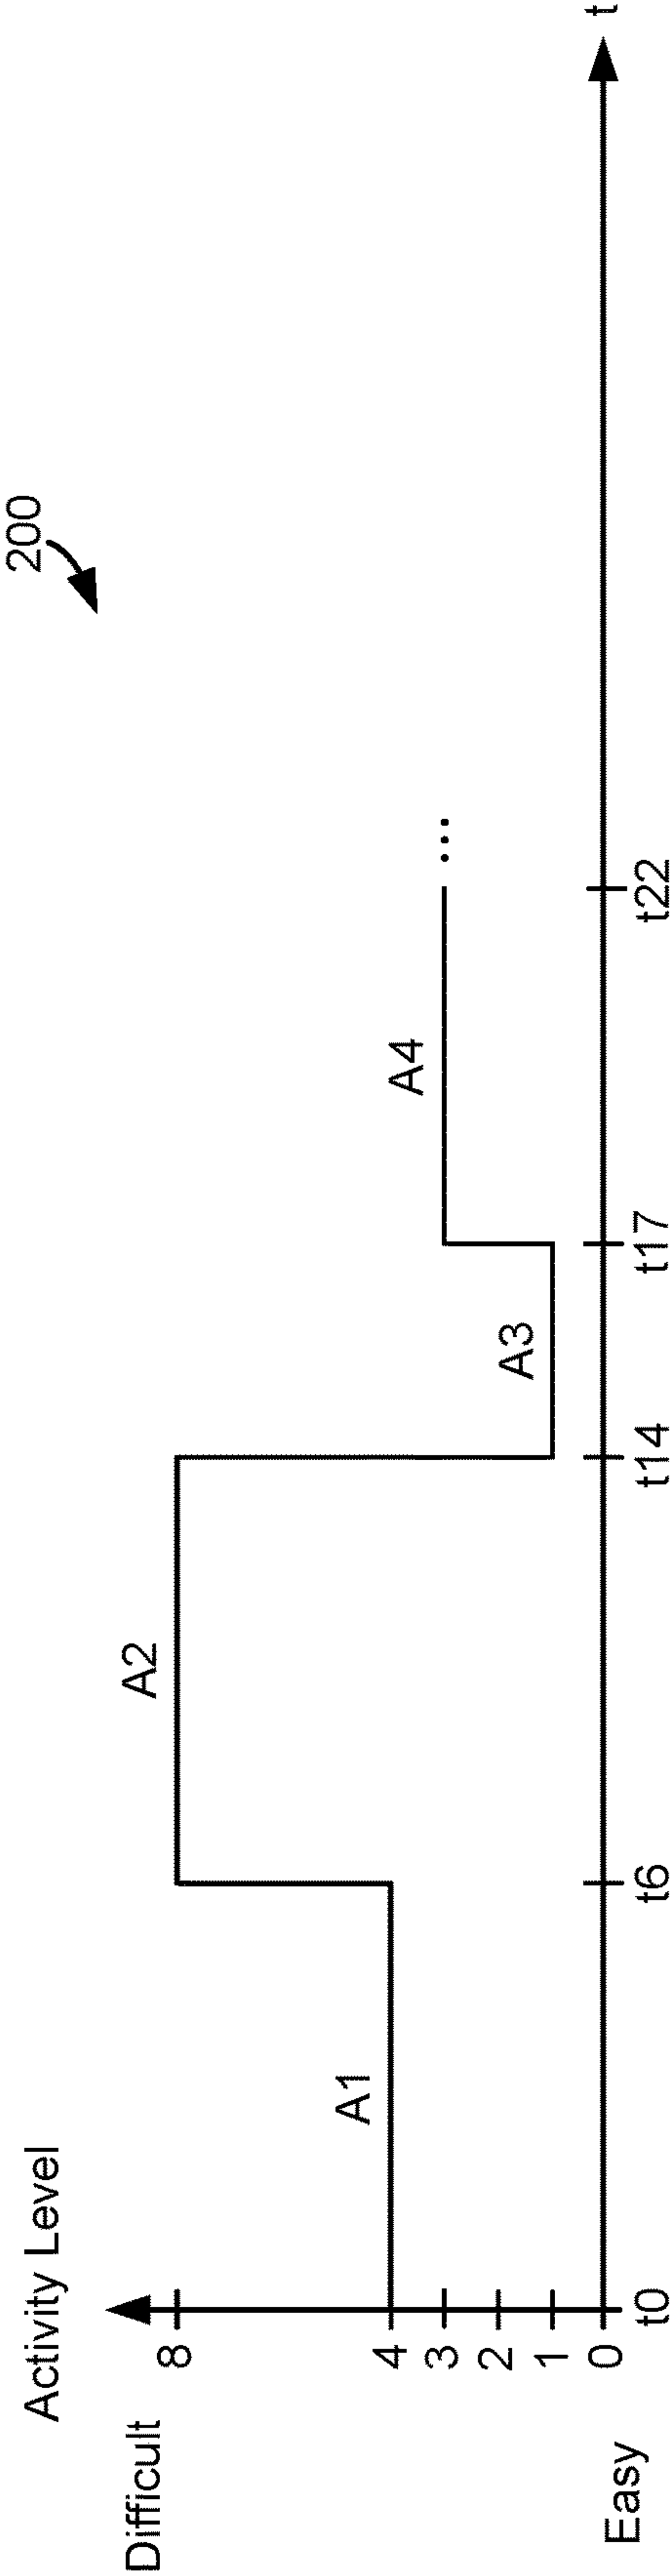 200
Activity Level
Difficult
8
A2
A1
4
A4
3
2
A3
1
0
Easy
t0
t6
t14
t17
t22
t
...